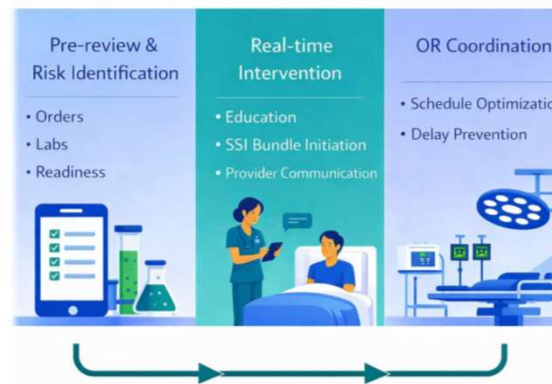 Pre-review &
Risk Identification
• Orders
• Labs
• Readiness
Real-time
Intervention
• Education
• SSI Bundle Initiation
• Provider Communication
OR Coordination
• Schedule Optimizatio
• Delay Prevention